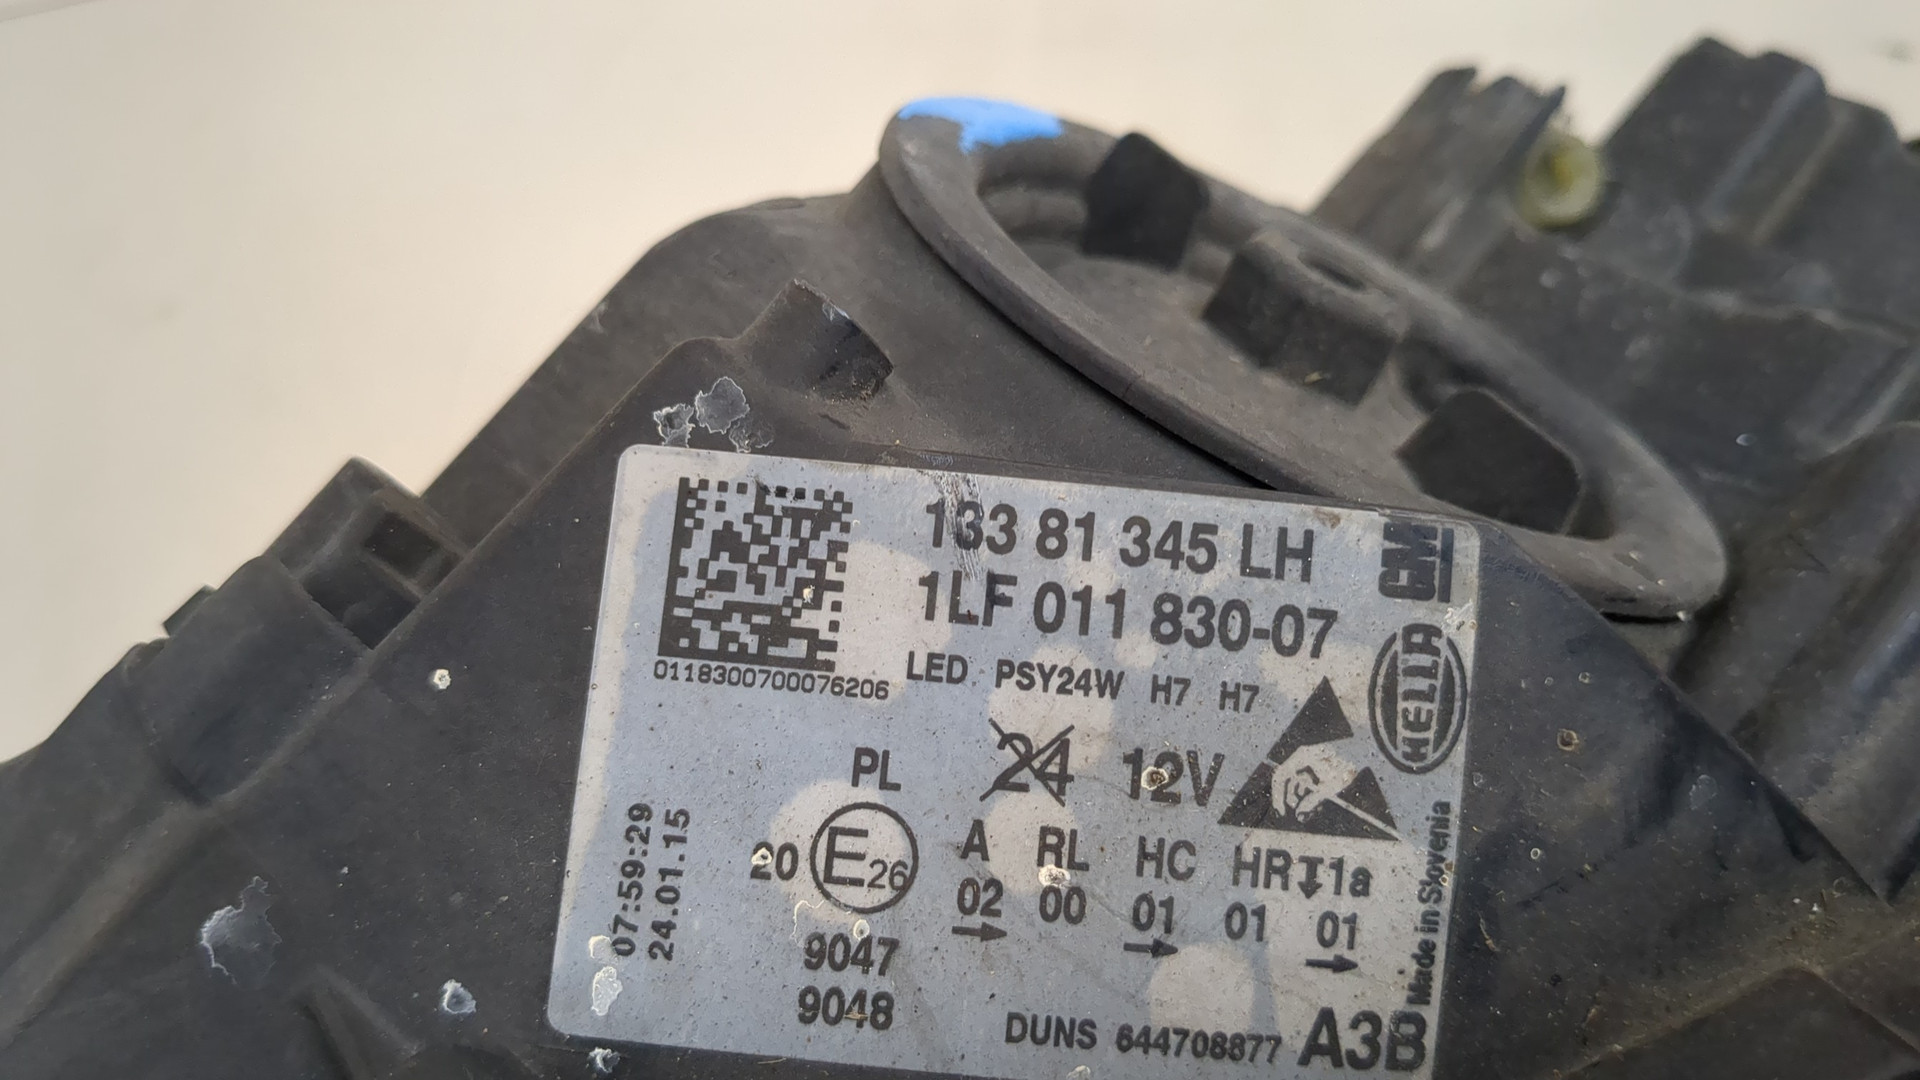 133 81 345 LH
GM
1LF 011 830-07
HELLA
01183000700076206
LED PSY24W H7 H7
PL 24 12V
20 E26 A RL HC HR 1a
02 00 01 01 01
9047
9048
07:59:29
24.01.15
DUNS 644708877 A3B
Made in Slovenia